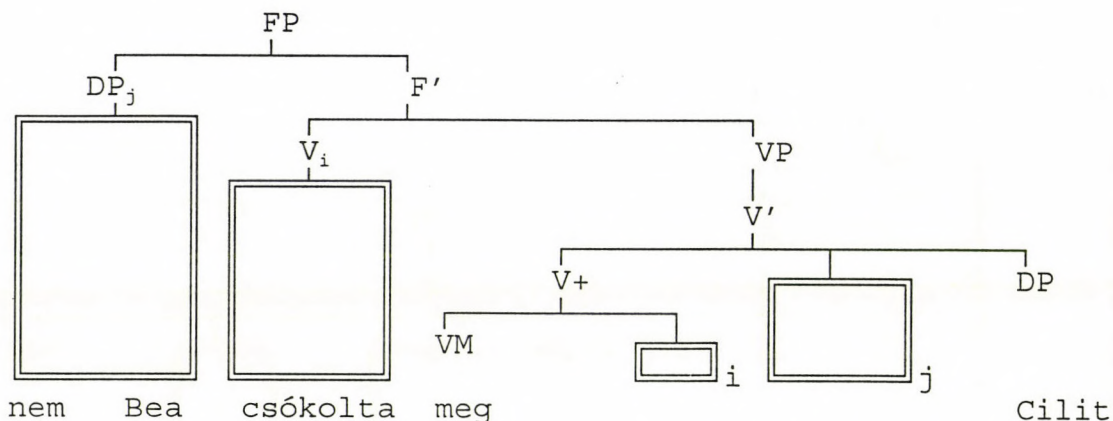 FP
DPj F′
Vi VP
V′
V+ DP
VM
i j
nem Bea csókolta meg Cilit